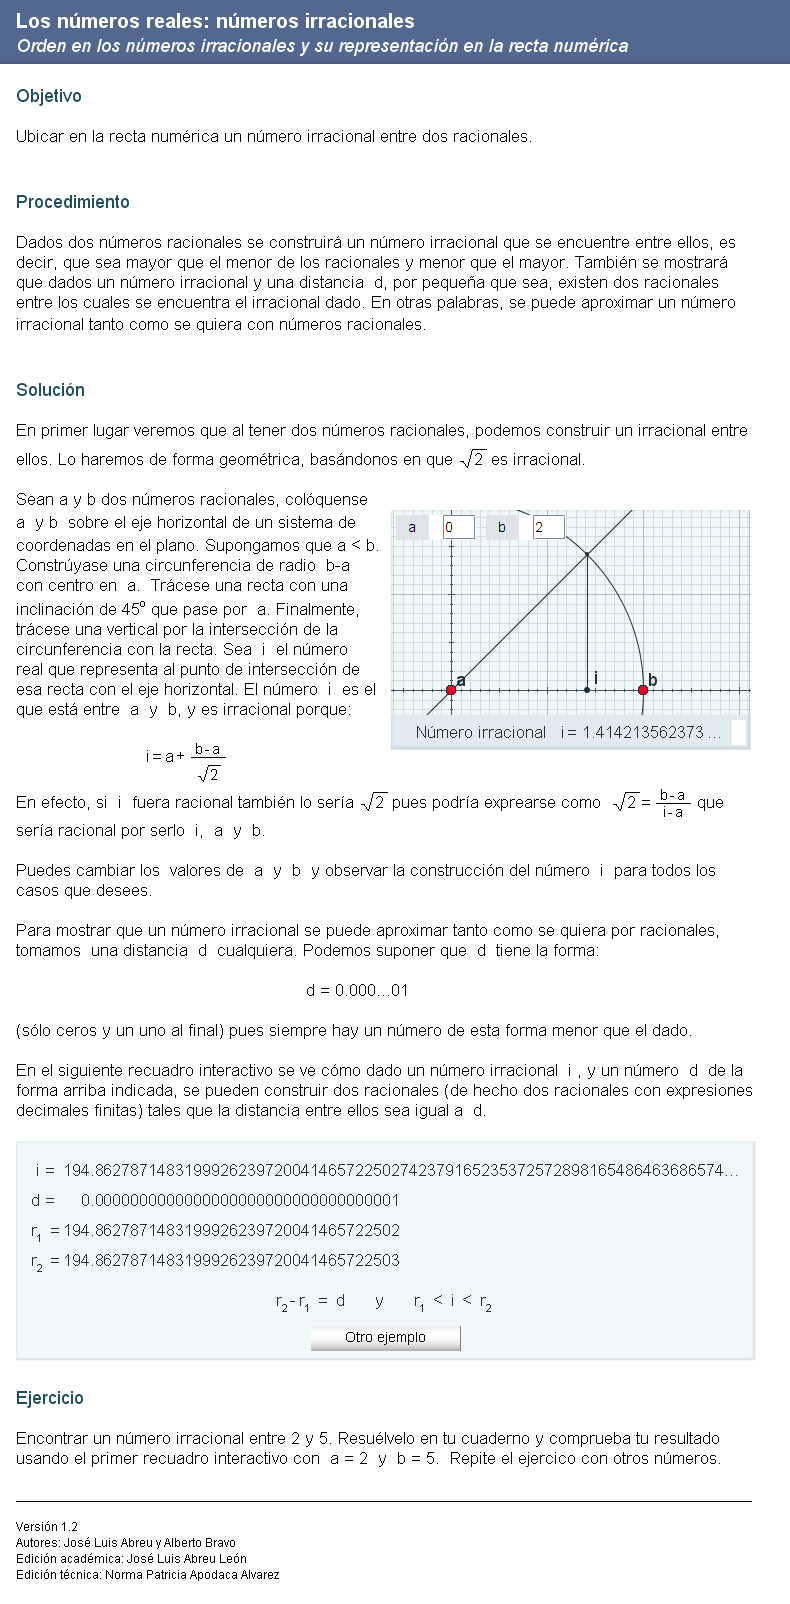 Los números reales: números irracionales
Orden en los números irracionales y su representación en la recta numérica
Objetivo
Ubicar en la recta numérica un número irracional entre dos racionales.
Procedimiento
Dados dos números racionales se construirá un número irracional que se encuentre entre ellos, es
decir, que sea mayor que el menor de los racionales y menor que el mayor. También se mostrará
que dados un número irracional y una distancia d, por pequeña que sea, existen dos racionales
entre los cuales se encuentra el irracional dado. En otras palabras, se puede aproximar un número
irracional tanto como se quiera con números racionales.
Solución
En primer lugar veremos que al tener dos números racionales, podemos construir un irracional entre
ellos. Lo haremos de forma geométrica, basándonos en que √2 es irracional.
Sean a y b dos números racionales, colóquense
a y b sobre el eje horizontal de un sistema de
coordenadas en el plano. Supongamos que a < b.
Constrúyase una circunferencia de radio b-a
con centro en a. Trácese una recta con una
inclinación de 45º que pase por a. Finalmente,
trácese una vertical por la intersección de la
circunferencia con la recta. Sea i el número
real que representa al punto de intersección de
esa recta con el eje horizontal. El número i es el
que está entre a y b, y es irracional porque:
a 0 b 2
a i b
Número irracional i = 1.414213562373 ...
i = a + (b-a)/√2
En efecto, si i fuera racional también lo sería √2 pues podría exprearse como √2 = (b-a)/(i-a) que
sería racional por serlo i, a y b.
Puedes cambiar los valores de a y b y observar la construcción del número i para todos los
casos que desees.
Para mostrar que un número irracional se puede aproximar tanto como se quiera por racionales,
tomamos una distancia d cualquiera. Podemos suponer que d tiene la forma:
d = 0.000...01
(sólo ceros y un uno al final) pues siempre hay un número de esta forma menor que el dado.
En el siguiente recuadro interactivo se ve cómo dado un número irracional i , y un número d de la
forma arriba indicada, se pueden construir dos racionales (de hecho dos racionales con expresiones
decimales finitas) tales que la distancia entre ellos sea igual a d.
i = 194.86278714831999262397200414657225027423791652353725728981654864636865​74...
d = 0.00000000000000000000000000000000001
r1 = 194.86278714831999262397200414657​22502
r2 = 194.86278714831999262397200414657​22503
r2 - r1 = d y r1 < i < r2
Otro ejemplo
Ejercicio
Encontrar un número irracional entre 2 y 5. Resuélvelo en tu cuaderno y comprueba tu resultado
usando el primer recuadro interactivo con a = 2 y b = 5. Repite el ejercico con otros números.
Versión 1.2
Autores: José Luis Abreu y Alberto Bravo
Edición académica: José Luis Abreu León
Edición técnica: Norma Patricia Apodaca Alvarez